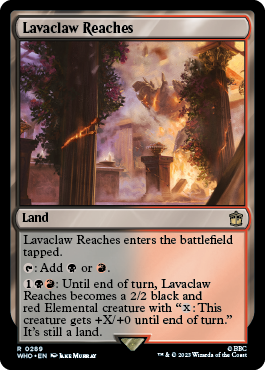 Lavaclaw Reaches
Land
Lavaclaw Reaches enters the battlefield
tapped.
: Add or .
1 : Until end of turn, Lavaclaw
Reaches becomes a 2/2 black and
red Elemental creature with “X: This
creature gets +X/+0 until end of turn.”
It's still a land.
R 0289 © BBC
WHO • EN Jake Murray ™ & © 2023 Wizards of the Coast